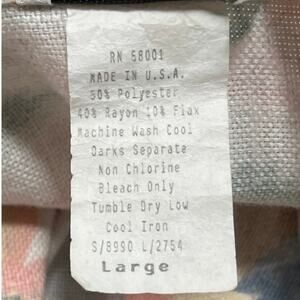 RN 58001
MADE IN U.S.A.
50% Polyester
40% Rayon 10% Flax
Machine Wash Cool
Darks Separate
Non Chlorine
Bleach Only
Tumble Dry Low
Cool Iron
S/8990 L/2754
Large